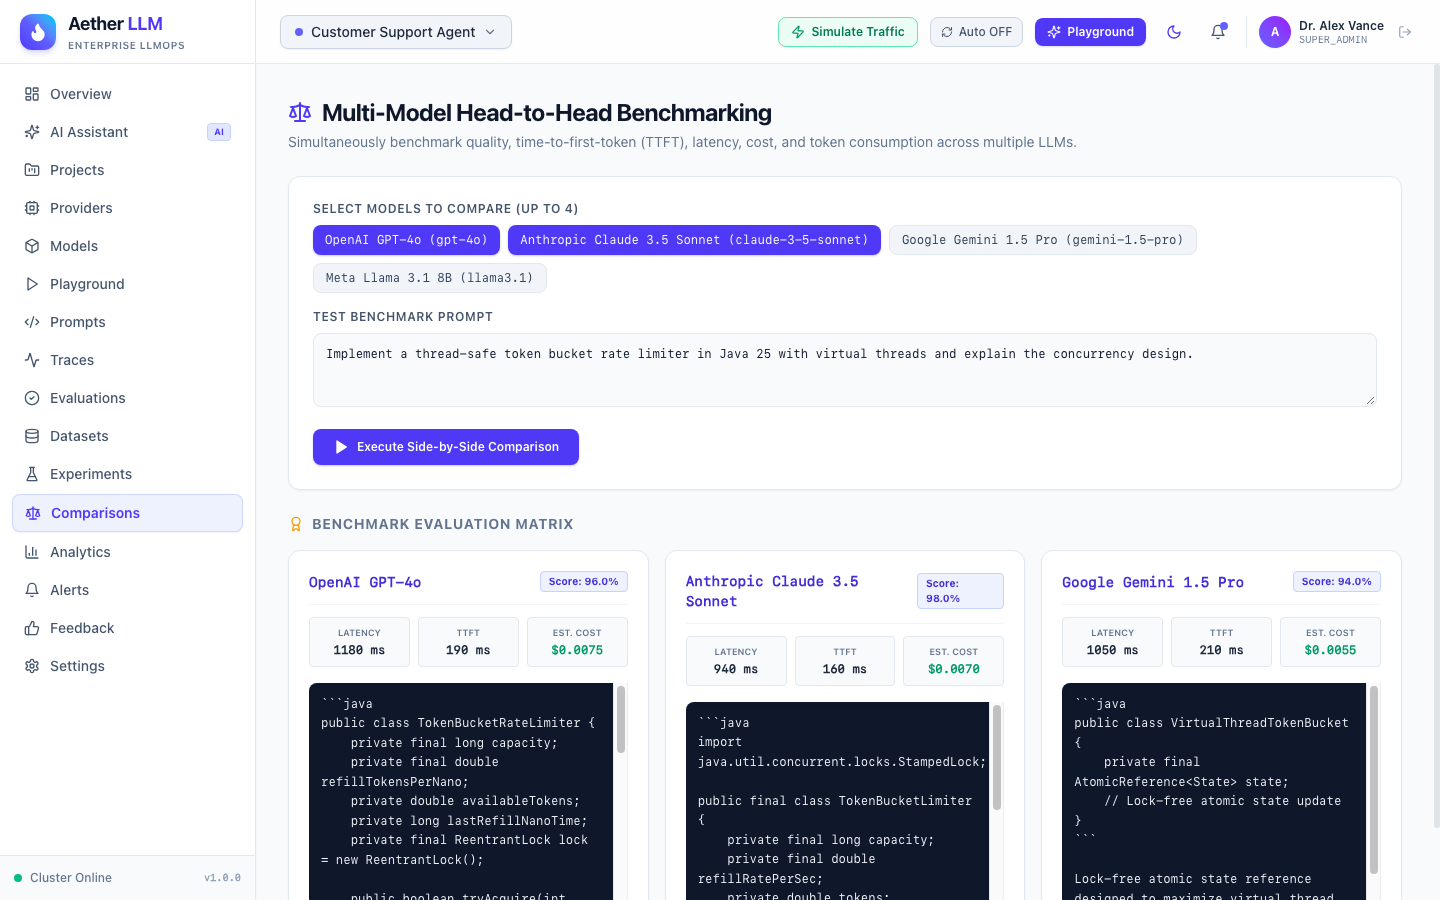 Aether LLM
ENTERPRISE LLMOPS
Customer Support Agent
Simulate Traffic
Auto OFF
Playground
A
Dr. Alex Vance
SUPER_ADMIN
Overview
AI Assistant
AI
Projects
Providers
Models
Playground
Prompts
Traces
Evaluations
Datasets
Experiments
Comparisons
Analytics
Alerts
Feedback
Settings
Cluster Online
v1.0.0
Multi-Model Head-to-Head Benchmarking
Simultaneously benchmark quality, time-to-first-token (TTFT), latency, cost, and token consumption across multiple LLMs.
SELECT MODELS TO COMPARE (UP TO 4)
OpenAI GPT-4o (gpt-4o)
Anthropic Claude 3.5 Sonnet (claude-3-5-sonnet)
Google Gemini 1.5 Pro (gemini-1.5-pro)
Meta Llama 3.1 8B (llama3.1)
TEST BENCHMARK PROMPT
Implement a thread-safe token bucket rate limiter in Java 25 with virtual threads and explain the concurrency design.
Execute Side-by-Side Comparison
BENCHMARK EVALUATION MATRIX
OpenAI GPT-4o
Score: 96.0%
LATENCY
1180 ms
TTFT
190 ms
EST. COST
$0.0075
```java
public class TokenBucketRateLimiter {
    private final long capacity;
    private final double
refillTokensPerNano;
    private double availableTokens;
    private long lastRefillNanoTime;
    private final ReentrantLock lock
= new ReentrantLock();
    public boolean tryAcquire(int
Anthropic Claude 3.5
Sonnet
Score:
98.0%
LATENCY
940 ms
TTFT
160 ms
EST. COST
$0.0070
```java
import
java.util.concurrent.locks.StampedLock;
public final class TokenBucketLimiter
{
    private final long capacity;
    private final double
refillRatePerSec;
    private double tokens;
Google Gemini 1.5 Pro
Score: 94.0%
LATENCY
1050 ms
TTFT
210 ms
EST. COST
$0.0055
```java
public class VirtualThreadTokenBucket
{
    private final
AtomicReference<State> state;
    // Lock-free atomic state update
}
```
Lock-free atomic state reference
designed to maximize virtual thread